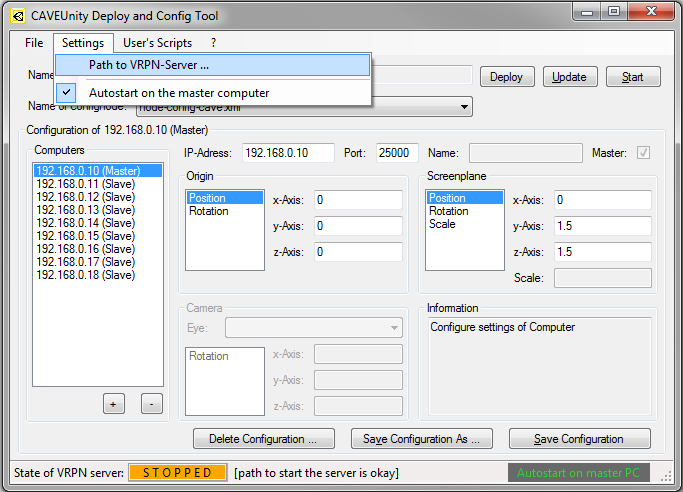 CAVEUnity Deploy and Config Tool
File Settings User's Scripts ?
Path to VRPN-Server ...
Autostart on the master computer
Deploy Update Start
node-config-cave.xml
Configuration of 192.168.0.10 (Master)
Computers
192.168.0.10 (Master)
192.168.0.11 (Slave)
192.168.0.12 (Slave)
192.168.0.13 (Slave)
192.168.0.14 (Slave)
192.168.0.15 (Slave)
192.168.0.16 (Slave)
192.168.0.17 (Slave)
192.168.0.18 (Slave)
+ -
IP-Adress: 192.168.0.10 Port: 25000 Name: Master:
Origin
Position
Rotation
x-Axis: 0
y-Axis: 0
z-Axis: 0
Screenplane
Position
Rotation
Scale
x-Axis: 0
y-Axis: 1.5
z-Axis: 1.5
Scale:
Camera
Eye:
Rotation
x-Axis:
y-Axis:
z-Axis:
Information
Configure settings of Computer
Delete Configuration ... Save Configuration As ... Save Configuration
State of VRPN server: STOPPED [path to start the server is okay] Autostart on master PC